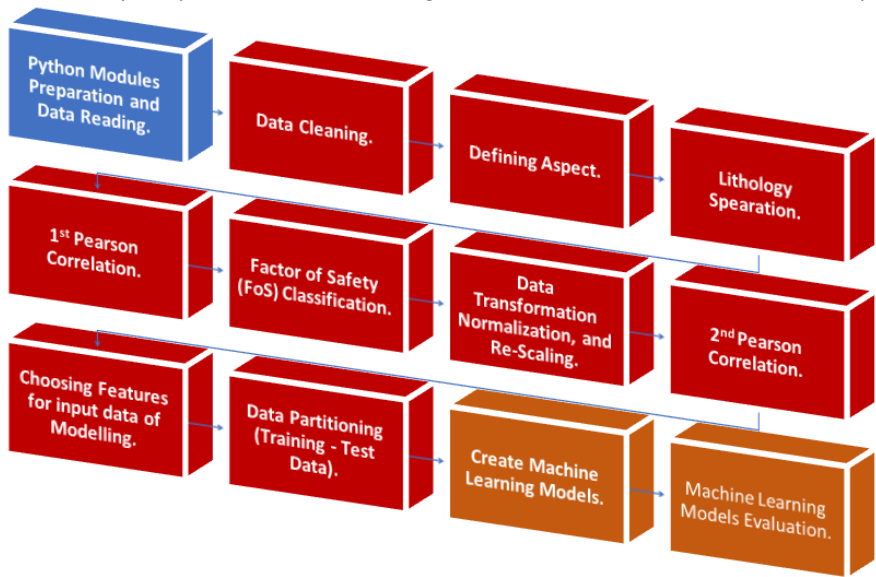 Python Modules
Preparation and
Data Reading.
Data Cleaning.
Defining Aspect.
Lithology
Spearation.
1st Pearson
Correlation.
Factor of Safety
(FoS) Classification.
Data
Transformation
Normalization, and
Re-Scaling.
2nd Pearson
Correlation.
Choosing Features
for input data of
Modelling.
Data Partitioning
(Training - Test
Data).
Create Machine
Learning Models.
Machine Learning
Models Evaluation.